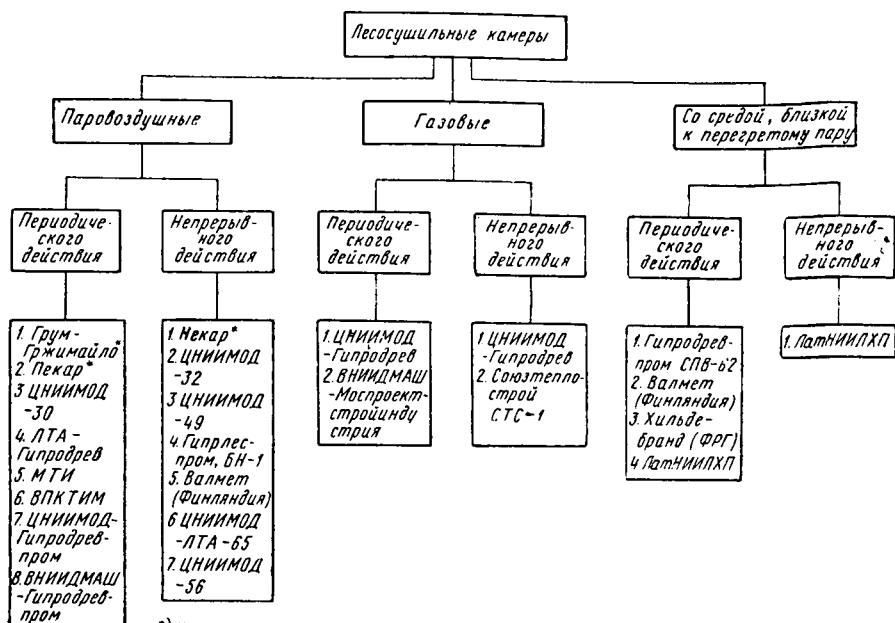 Лесосушильные камеры
Паровоздушные
Газовые
Со средой, близкой
к перегретому пару
Периодиче-
ского
действия
Непрерыв-
ного
действия
Периодиче-
ского
действия
Непрерыв-
ного
действия
Периодиче-
ского
действия
Непрерыв-
ного
действия
1. Грум-
Гржимайло*
2. Пекар*
3 ЦНИИМОД
-30
4. ЛТА-
Гипродрев
5. МТИ
6. ВПКТИМ
7. ЦНИИМОД-
Гипродрев-
пром
8. ВНИИДМАШ
-Гипродрев-
пром
1. Некар*
2. ЦНИИМОД
-32
3 ЦНИИМОД
-49
4. Гипрлес-
пром, БН-1
5. Валмет
(Финляндия)
6 ЦНИИМОД
-ЛТА-65
7. ЦНИИМОД
-56
1. ЦНИИМОД
-Гипродрев
2. ВНИИДМАШ
-Моспроект-
стройинду
стрия
1 ЦНИИМОД
-Гипродрев
2. Союзтепло-
строй
СТС-1
1. Гипродрев-
пром СПВ-62
2. Валмет
(Финляндия)
3. Хильде-
бранд (ФРГ)
4 ЛатНИИЛХП
1. ЛатНИИЛХП